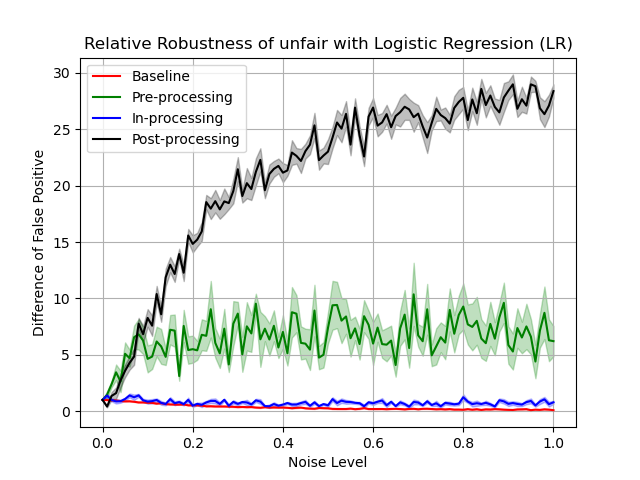 Relative Robustness of unfair with Logistic Regression (LR)
Baseline
Pre-processing
In-processing
Post-processing
Difference of False Positive
30
25
20
15
10
5
0
0.0 0.2 0.4 0.6 0.8 1.0
Noise Level